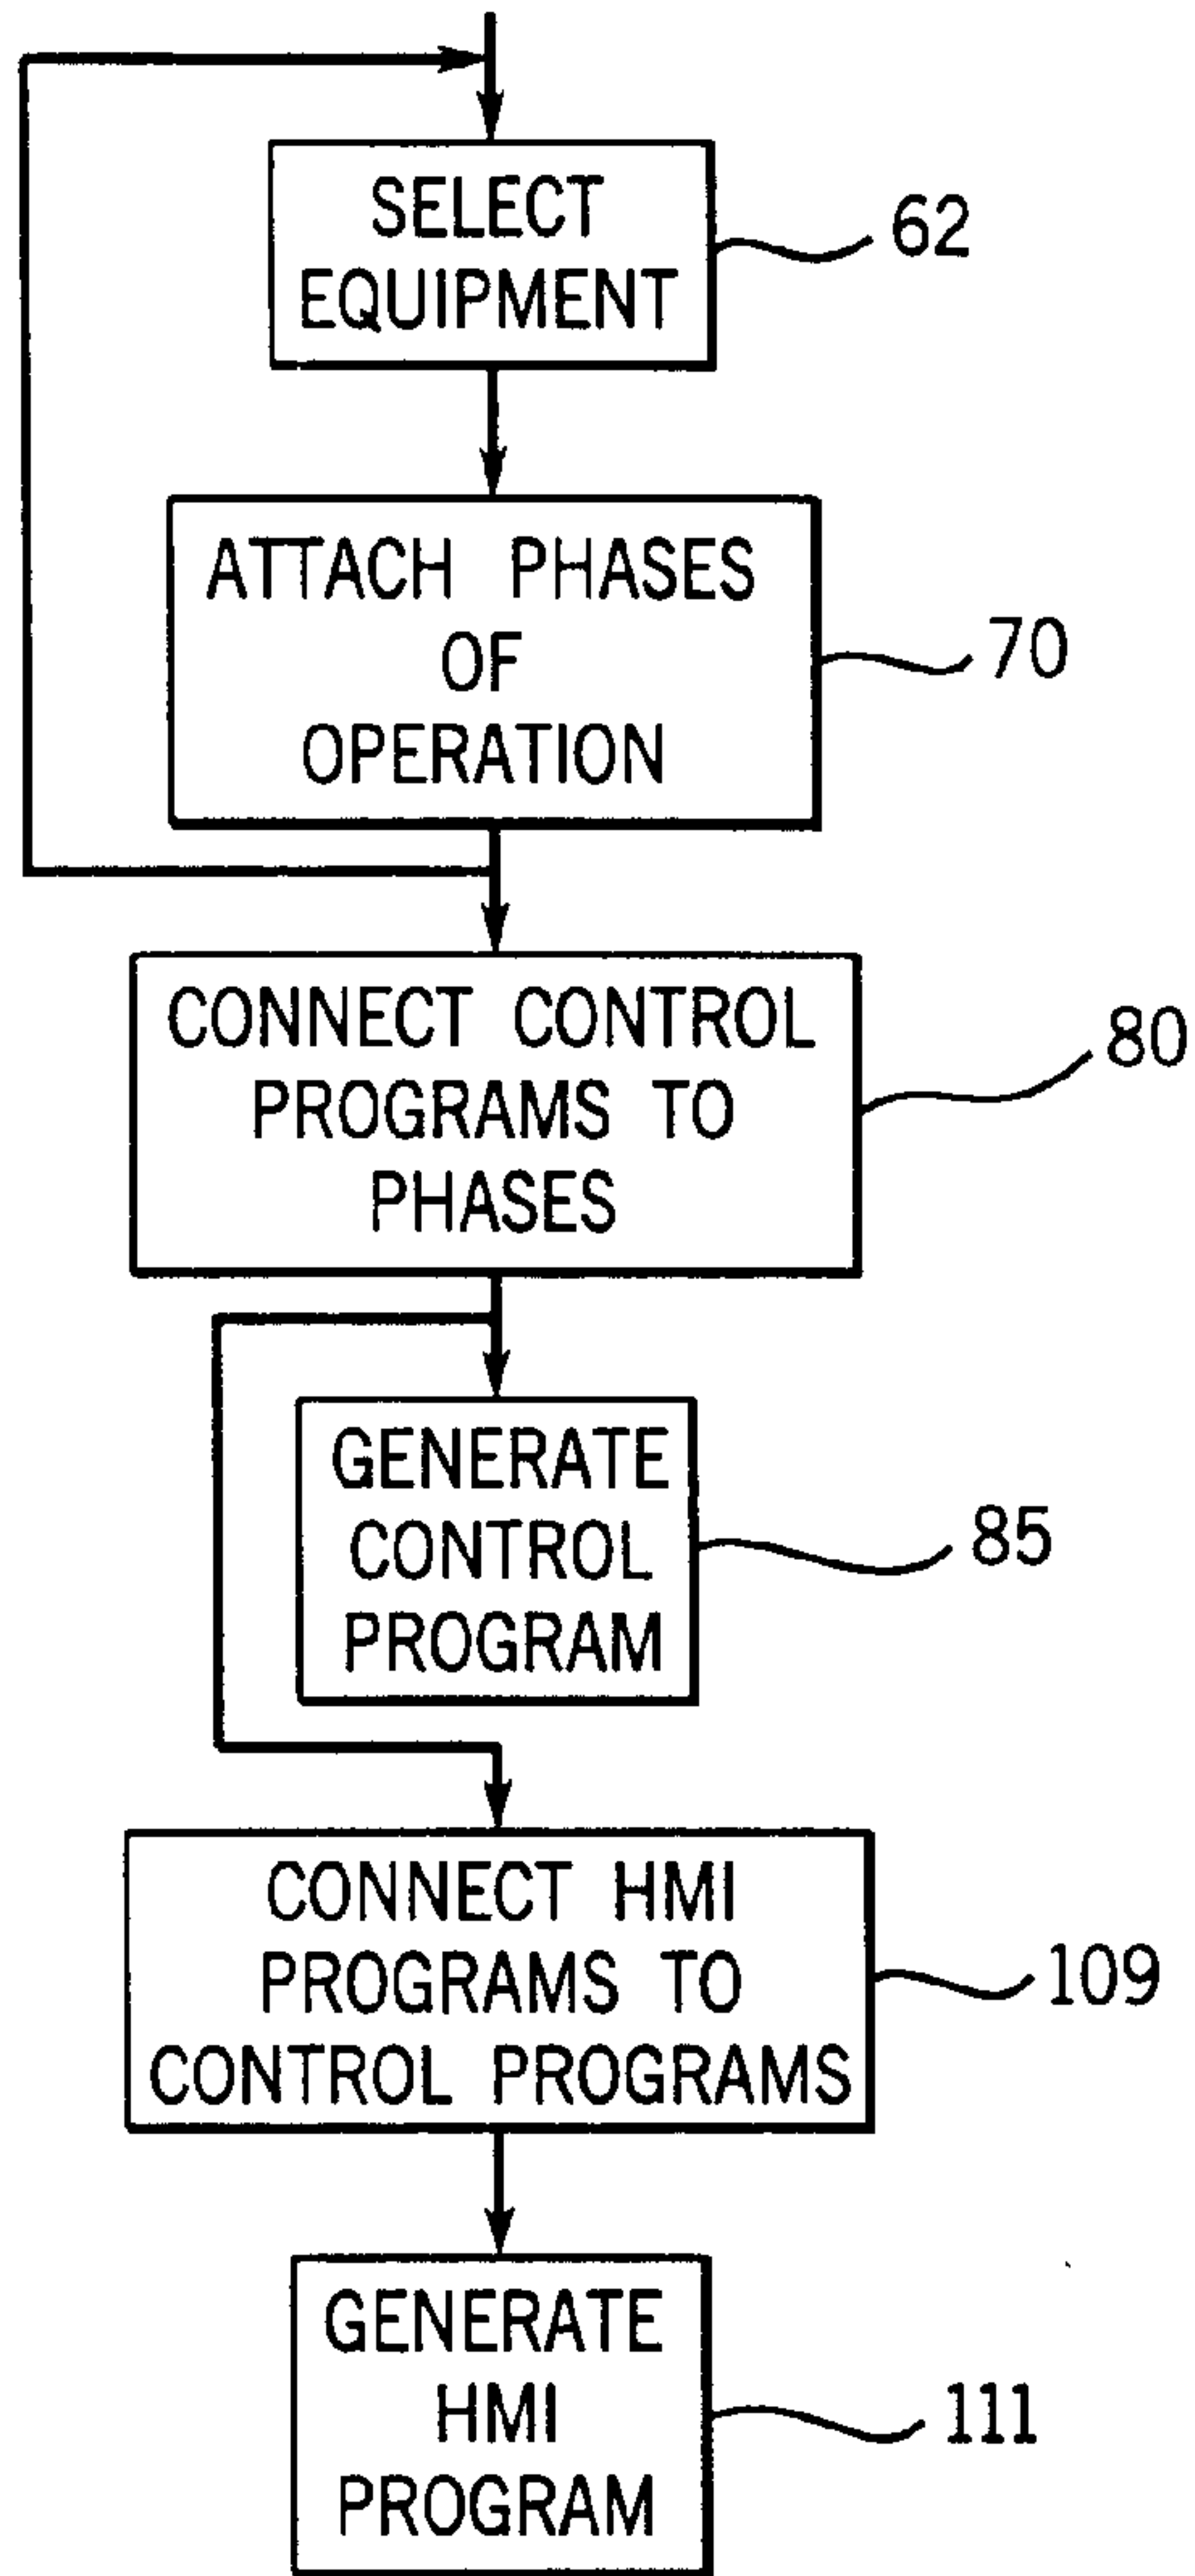 SELECT
EQUIPMENT
62
ATTACH PHASES
OF
OPERATION
70
CONNECT CONTROL
PROGRAMS TO
PHASES
80
GENERATE
CONTROL
PROGRAM
85
CONNECT HMI
PROGRAMS TO
CONTROL PROGRAMS
109
GENERATE
HMI
PROGRAM
111